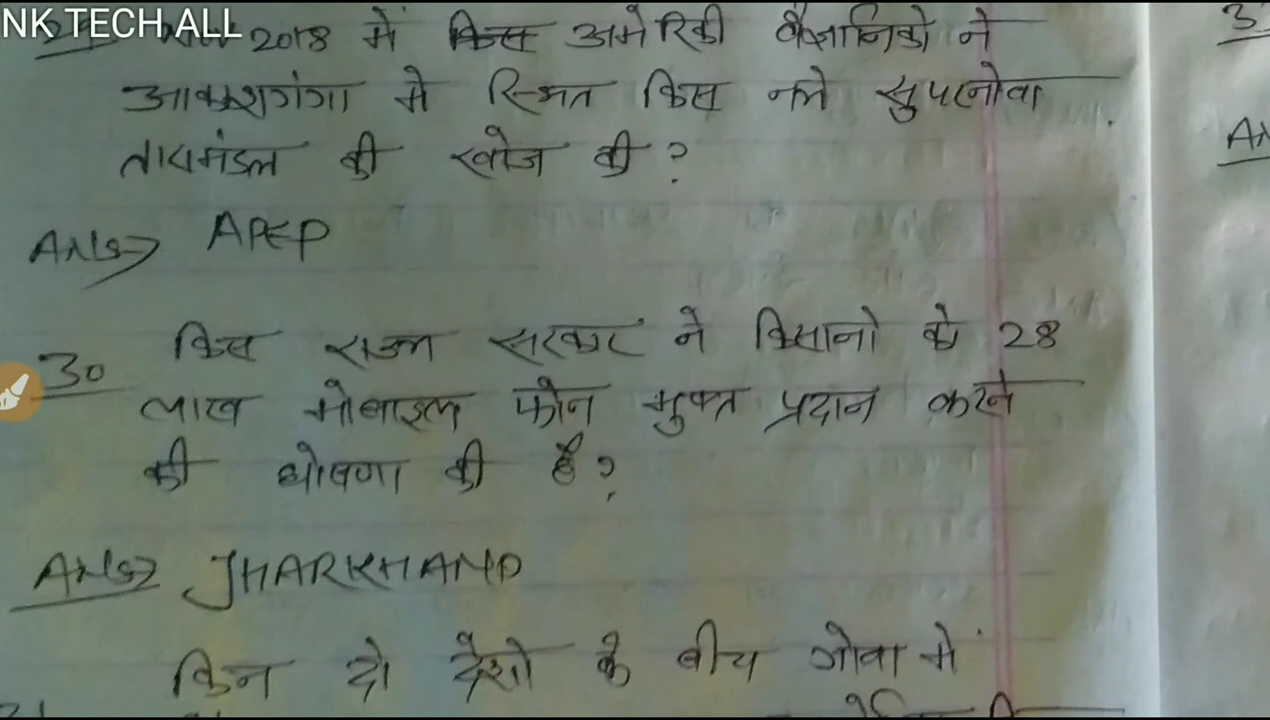 NK TECH ALL
2018 में किस अमेरिकी वैज्ञानिको ने
आकाशगंगा मे स्थित किस नये सुपरनोवा
तारामंडल की खोज की ?
ANS→ APEP
30 किस राज्य सरकार ने किसानो को 28
लाख मोबाइल फोन मुफ्त प्रदान करने
की घोषणा की है ?
ANS→ JHARKHAND
किन दो देशो के बीच गोवा में